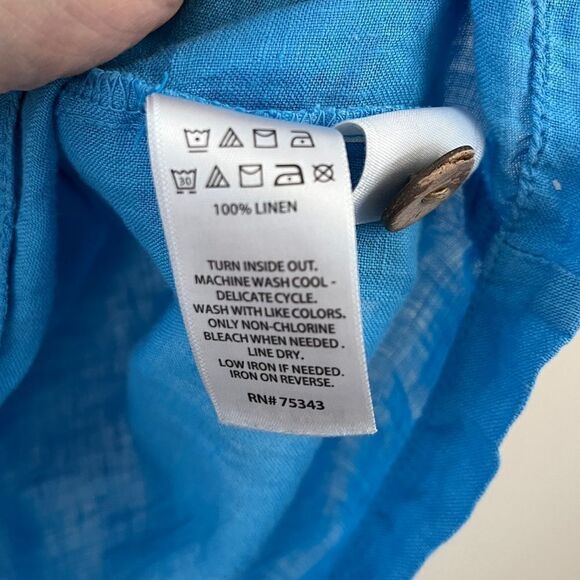 30
100% LINEN
TURN INSIDE OUT.
MACHINE WASH COOL -
DELICATE CYCLE.
WASH WITH LIKE COLORS.
ONLY NON-CHLORINE
BLEACH WHEN NEEDED .
LINE DRY.
LOW IRON IF NEEDED.
IRON ON REVERSE.
RN# 75343